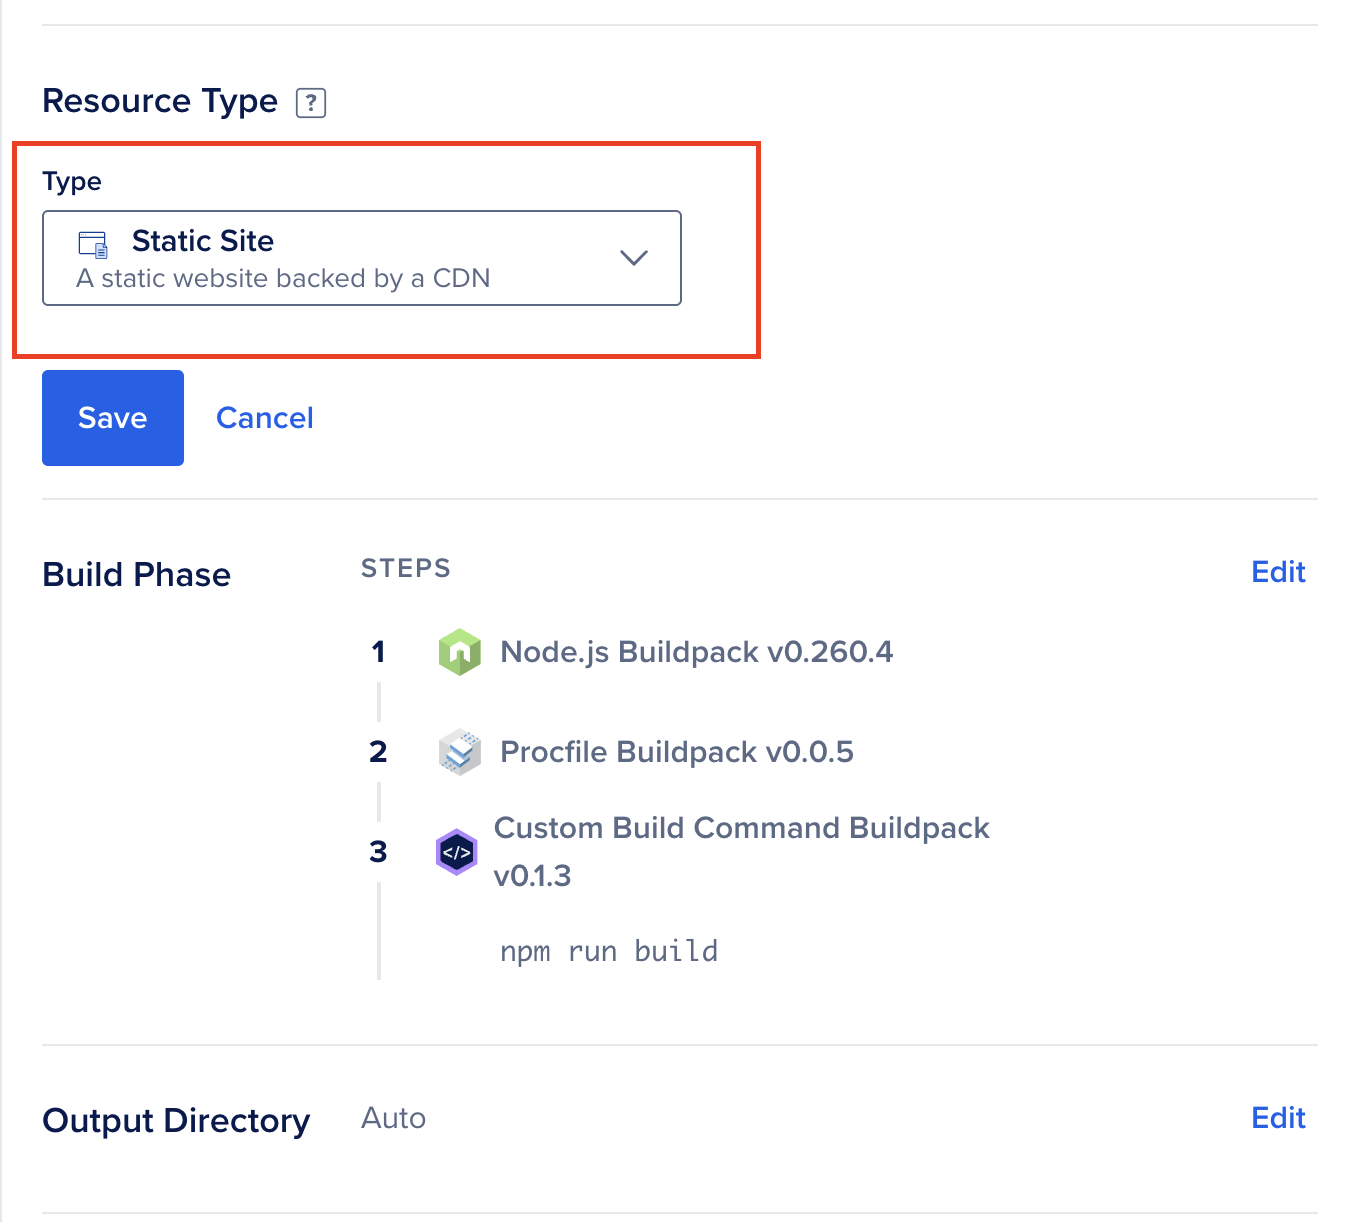 Resource Type ?
Type
Static Site
A static website backed by a CDN
Save Cancel
Build Phase STEPS Edit
1 Node.js Buildpack v0.260.4
2 Procfile Buildpack v0.0.5
3 </> Custom Build Command Buildpack
v0.1.3
npm run build
Output Directory Auto Edit